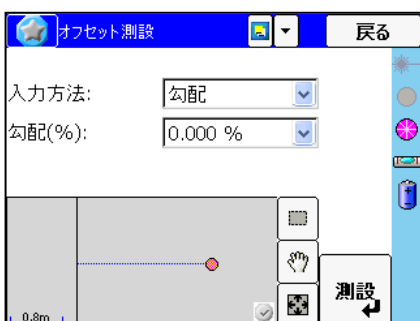 オフセット測設
戻る
入力方法:
勾配
勾配(%):
0.000 %
測設
0.8m